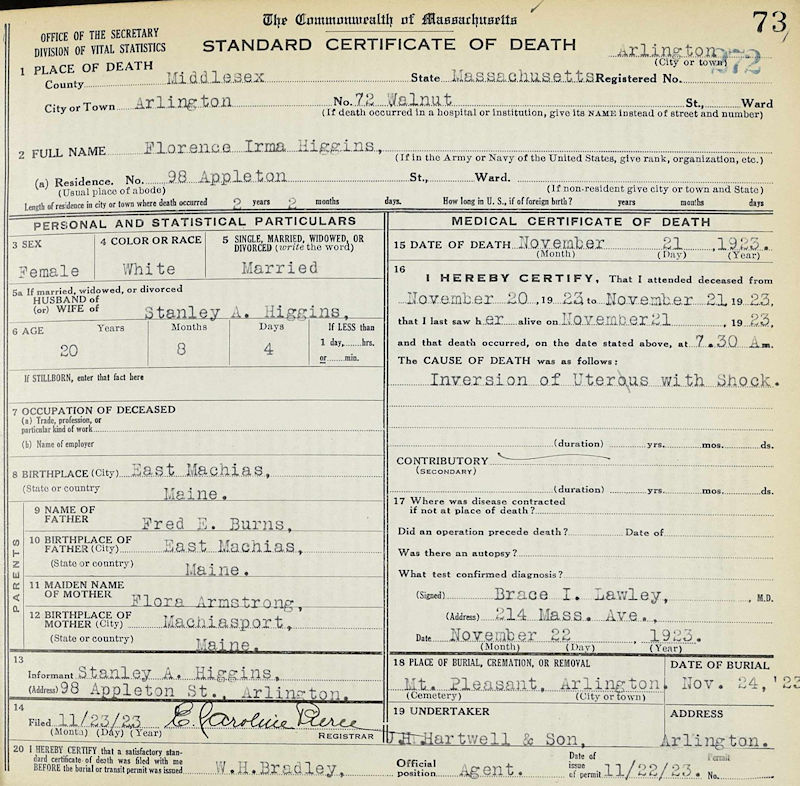 The Commonwealth of Massachusetts
73
OFFICE OF THE SECRETARY
DIVISION OF VITAL STATISTICS
STANDARD CERTIFICATE OF DEATH
Arlington
(City or town)
1 PLACE OF DEATH
County Middlesex State Massachusetts Registered No. 372
City or Town Arlington No. 72 Walnut St., Ward
(If death occurred in a hospital or institution, give its NAME instead of street and number)
2 FULL NAME Florence Irma Higgins,
(If in the Army or Navy of the United States, give rank, organization, etc.)
(a) Residence. No. 98 Appleton St., Ward.
(Usual place of abode) (If non-resident give city or town and State)
Length of residence in city or town where death occurred 2 years 2 months days. How long in U. S., if of foreign birth? years months days
PERSONAL AND STATISTICAL PARTICULARS
3 SEX 4 COLOR OR RACE 5 SINGLE, MARRIED, WIDOWED, OR
DIVORCED (write the word)
Female White Married
5a If married, widowed, or divorced
HUSBAND of
(or) WIFE of Stanley A. Higgins,
6 AGE Years Months Days If LESS than
20 8 4 1 day,......hrs.
or......min.
If STILLBORN, enter that fact here
7 OCCUPATION OF DECEASED
(a) Trade, profession, or
particular kind of work
(b) Name of employer
8 BIRTHPLACE (City) East Machias,
(State or country Maine.
PARENTS
9 NAME OF
FATHER Fred E. Burns,
10 BIRTHPLACE OF
FATHER (City) East Machias,
(State or country) Maine.
11 MAIDEN NAME
OF MOTHER Flora Armstrong,
12 BIRTHPLACE OF
MOTHER (City) Machiasport,
(State or country) Maine.
13
Informant Stanley A. Higgins,
(Address) 98 Appleton St., Arlington.
14
Filed 11/23/23 E. Caroline Pierce
(Month) (Day) (Year) REGISTRAR
MEDICAL CERTIFICATE OF DEATH
15 DATE OF DEATH November 21 ,1923.
(Month) (Day) (Year)
16
I HEREBY CERTIFY, That I attended deceased from
November 20 ,19 23 to November 21, 19 23,
that I last saw h er alive on November 21 , 19 23,
and that death occurred, on the date stated above, at 7.30 Am.
The CAUSE OF DEATH was as follows:
Inversion of Uterous with Shock.
(duration) yrs. mos. ds.
CONTRIBUTORY
(SECONDARY)
(duration) yrs. mos. ds.
17 Where was disease contracted
if not at place of death?
Did an operation precede death? Date of
Was there an autopsy?
What test confirmed diagnosis?
(Signed) Brace I. Lawley, , M.D.
(Address) 214 Mass. Ave.,
Date November 22 , 1923.
(Month) (Day) (Year)
18 PLACE OF BURIAL, CREMATION, OR REMOVAL DATE OF BURIAL
Mt. Pleasant, Arlington. Nov. 24, '23
(Cemetery) (City or town)
19 UNDERTAKER ADDRESS
J.H. Hartwell & Son, Arlington.
20 I HEREBY CERTIFY that a satisfactory stan-
dard certificate of death was filed with me
BEFORE the burial or transit permit was issued W.H. Bradley, Official
position Agent. Date of
issue
of permit 11/22/23. Permit
No.